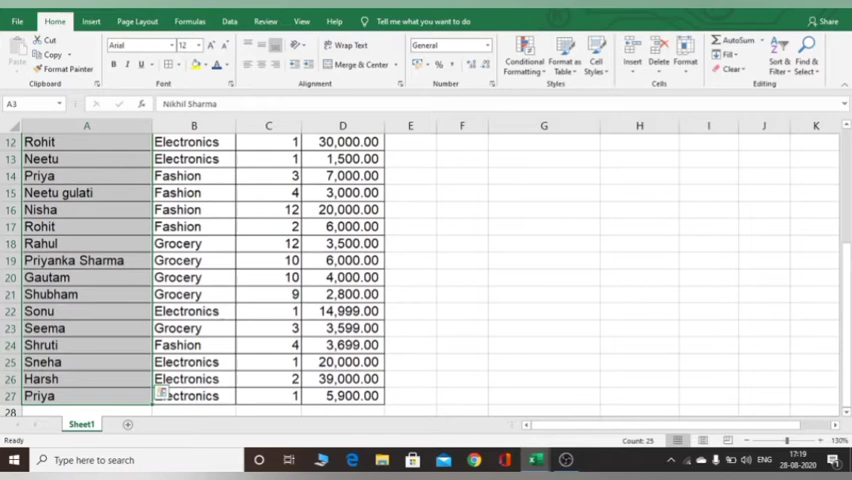 File Home Insert Page Layout Formulas Data Review View Help Tell me what you want to do Share
Cut Arial 12 Wrap Text General AutoSum
Paste Copy Fill
Format Painter B I U Merge & Center % Conditional Formatting Format as Table Cell Styles Insert Delete Format Clear Sort & Filter Find & Select
Clipboard Font Alignment Number Styles Cells Editing
A3 fx Nikhil Sharma
A B C D E F G H I J K
12 Rohit Electronics 1 30,000.00
13 Neetu Electronics 1 1,500.00
14 Priya Fashion 3 7,000.00
15 Neetu gulati Fashion 4 3,000.00
16 Nisha Fashion 12 20,000.00
17 Rohit Fashion 2 6,000.00
18 Rahul Grocery 12 3,500.00
19 Priyanka Sharma Grocery 10 6,000.00
20 Gautam Grocery 10 4,000.00
21 Shubham Grocery 9 2,800.00
22 Sonu Electronics 1 14,999.00
23 Seema Grocery 3 3,599.00
24 Shruti Fashion 4 3,699.00
25 Sneha Electronics 1 20,000.00
26 Harsh Electronics 2 39,000.00
27 Priya Electronics 1 5,900.00
28
Sheet1
Ready Count: 25 130%
Type here to search ENG 17:19
28-08-2020